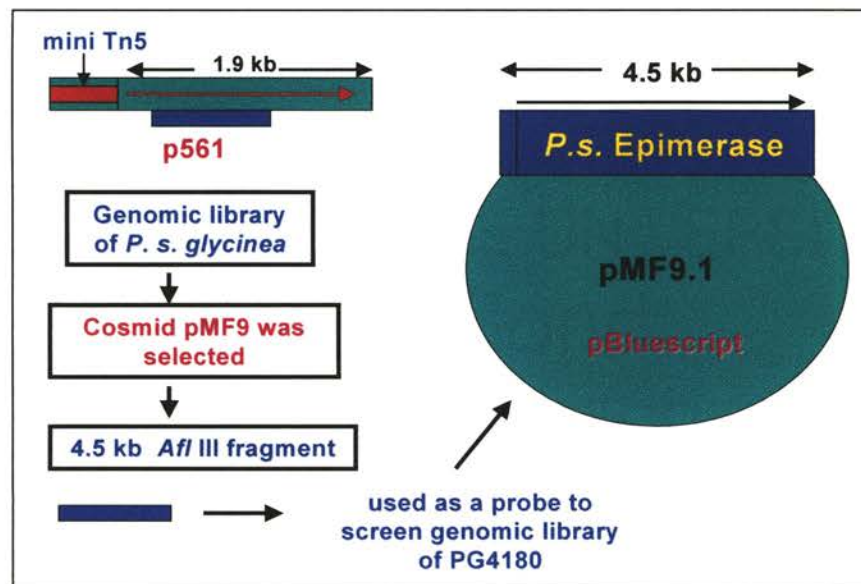 mini Tn5
1.9 kb
p561
Genomic library
of P. s. glycinea
Cosmid pMF9 was
selected
4.5 kb Afl III fragment
used as a probe to
screen genomic library
of PG4180
4.5 kb
P.s. Epimerase
pMF9.1
pBluescript